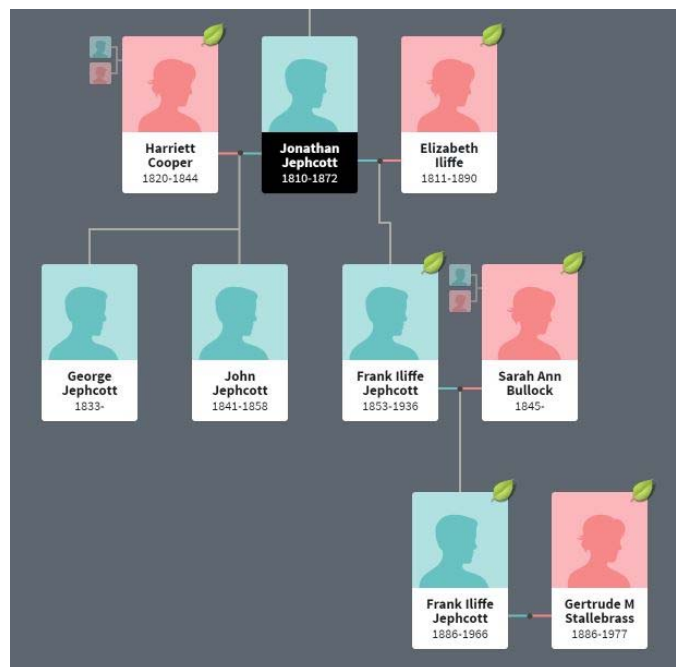 Harriett
Cooper
1820-1844
Jonathan
Jephcott
1810-1872
Elizabeth
Iliffe
1811-1890
George
Jephcott
1833-
John
Jephcott
1841-1858
Frank Iliffe
Jephcott
1853-1936
Sarah Ann
Bullock
1845-
Frank Iliffe
Jephcott
1886-1966
Gertrude M
Stallebrass
1886-1977